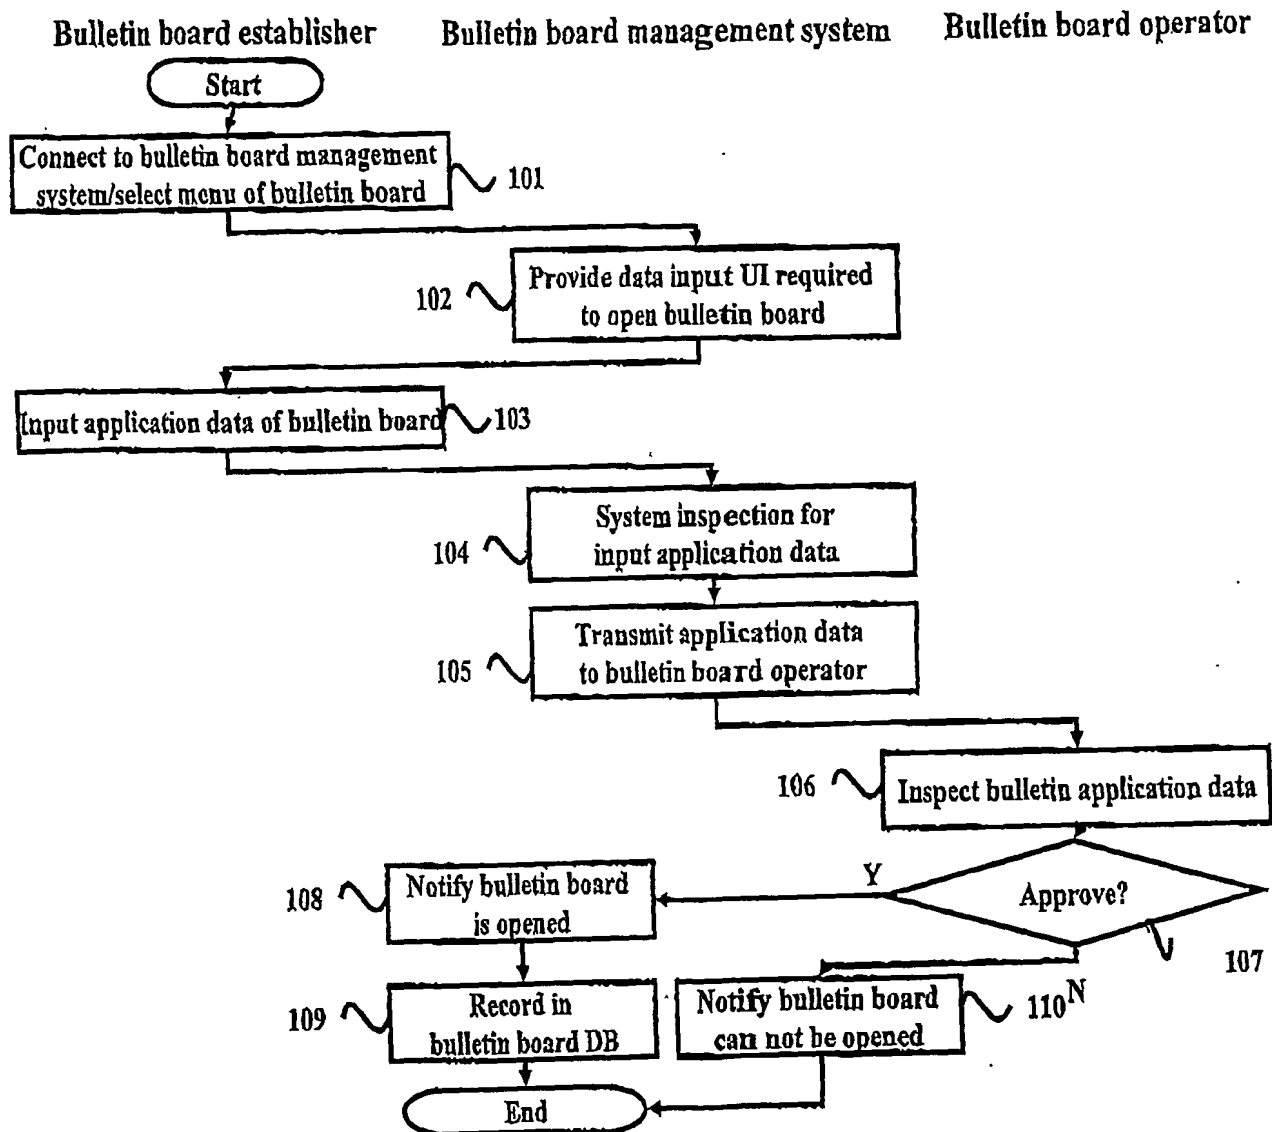 Bulletin board establisher
Bulletin board management system
Bulletin board operator
Start
Connect to bulletin board management
system/select menu of bulletin board
101
Provide data input UI required
to open bulletin board
102
Input application data of bulletin board
103
System inspection for
input application data
104
Transmit application data
to bulletin board operator
105
Inspect bulletin application data
106
Approve?
107
Y
Notify bulletin board
is opened
108
N
Record in
bulletin board DB
109
Notify bulletin board
can not be opened
110
End